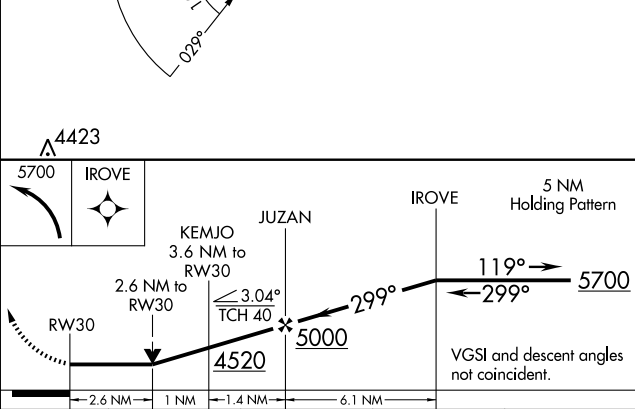 029°
4423
5700
IROVE
KEMJO
3.6 NM to
RW30
JUZAN
IROVE
5 NM
Holding Pattern
2.6 NM to
RW30
3.04°
TCH 40
299°
119°
299°
5700
RW30
4520
5000
VGSI and descent angles
not coincident.
2.6 NM
1 NM
1.4 NM
6.1 NM